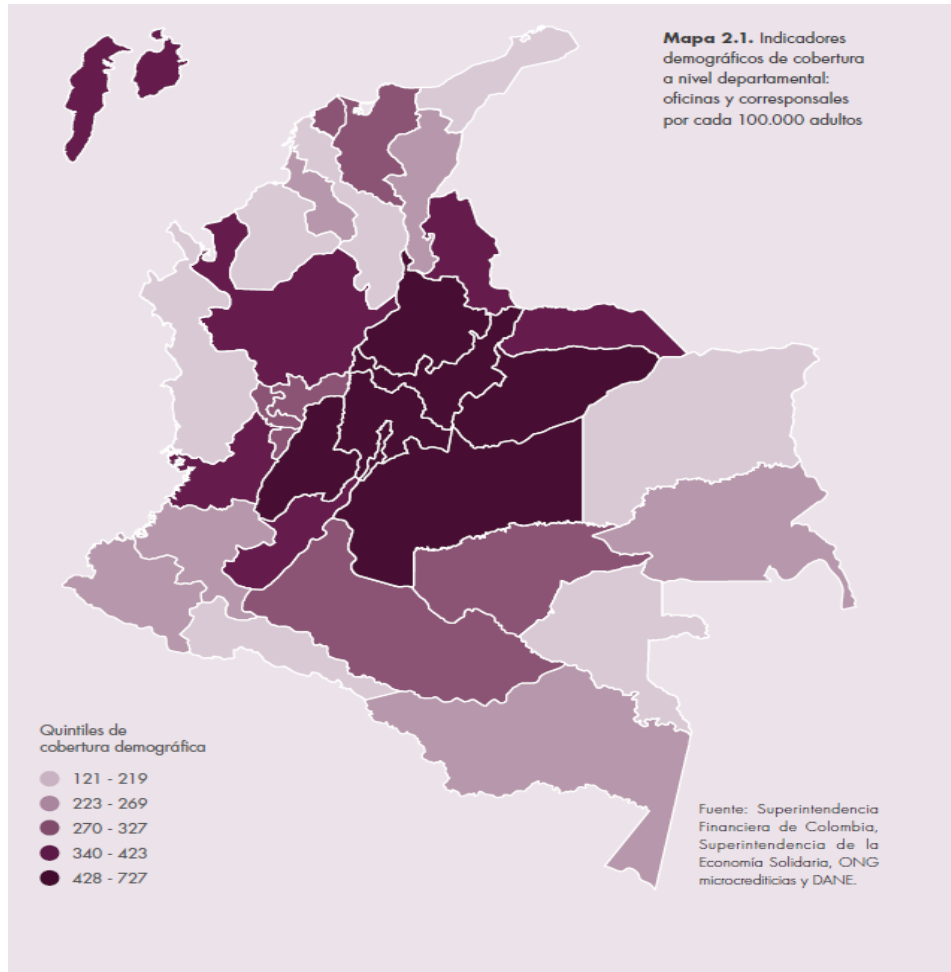 Mapa 2.1. Indicadores
demográficos de cobertura
a nivel departamental:
oficinas y corresponsales
por cada 100.000 adultos
Quintiles de
cobertura demográfica
121 - 219
223 - 269
270 - 327
340 - 423
428 - 727
Fuente: Superintendencia
Financiera de Colombia,
Superintendencia de la
Economía Solidaria, ONG
microcrediticias y DANE.